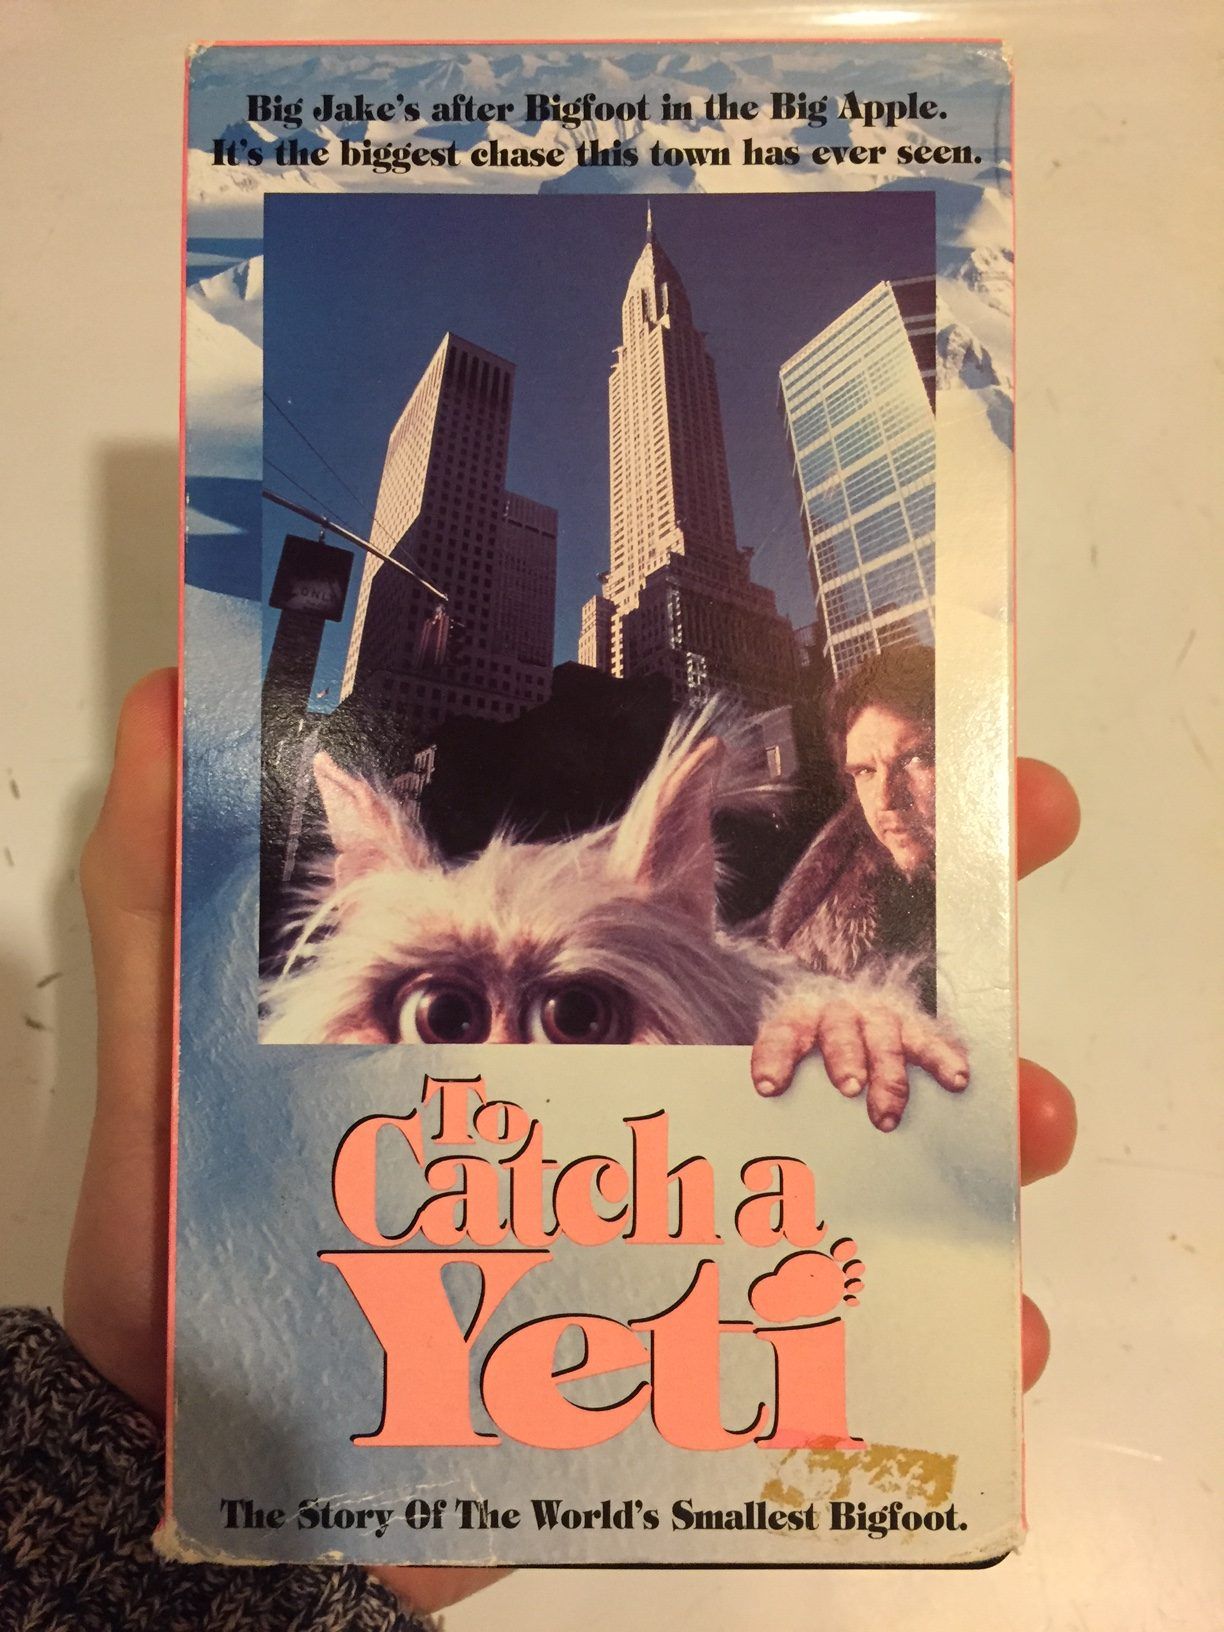 Big Jake's after Bigfoot in the Big Apple.
It's the biggest chase this town has ever seen.
To
Catch a
Yeti
The Story Of The World's Smallest Bigfoot.